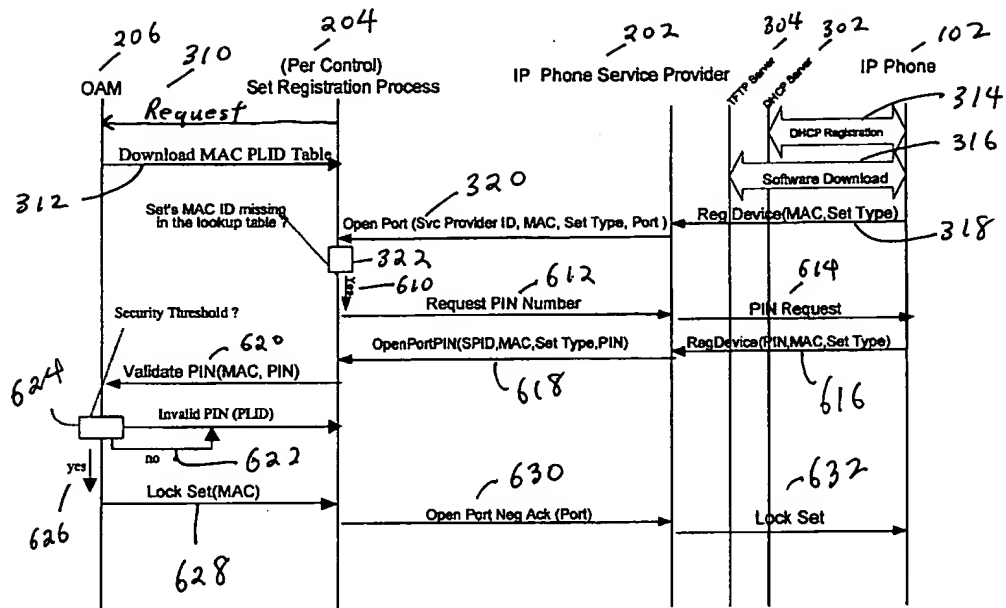 206
310
204
202
304
302
102
OAM
(Per Control)
Set Registration Process
IP Phone Service Provider
TFTP Server
DHCP Server
IP Phone
Request
314
DHCP Registration
Download MAC PLID Table
316
Software Download
312
320
Set's MAC ID missing
in the lookup table ?
Open Port (Svc Provider ID, MAC, Set Type, Port )
Reg Device(MAC,Set Type)
318
322
Yes
610
612
614
Request PIN Number
PIN Request
Security Threshold ?
620
OpenPortPIN(SPID,MAC,Set Type,PIN)
RegDevice(PIN,MAC,Set Type)
Validate PIN(MAC, PIN)
618
616
624
Invalid PIN (PLID)
no
622
yes
630
632
Lock Set(MAC)
Open Port Neg Ack (Port)
Lock Set
626
628